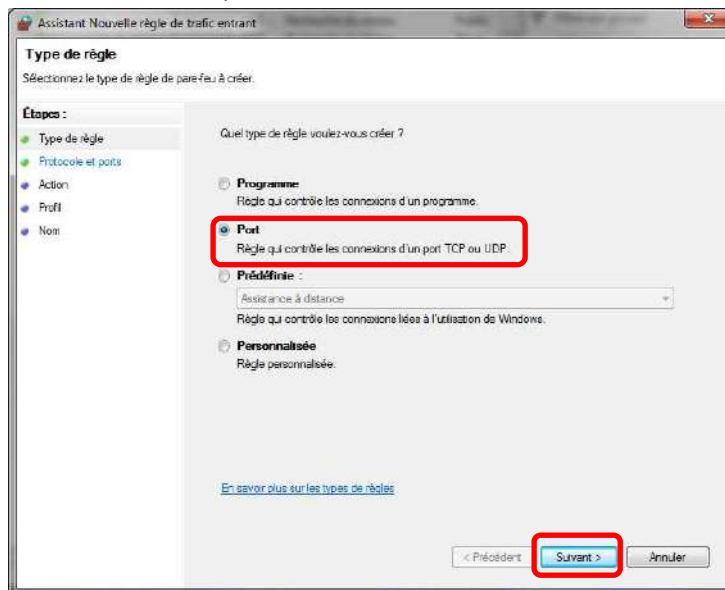 Assistant Nouvelle règle de trafic entrant
Type de règle
Sélectionnez le type de règle de pare-feu à créer.
Étapes :
Type de règle
Protocole et ports
Action
Profil
Nom
Quel type de règle voulez-vous créer ?
Programme
Règle qui contrôle les connexions d'un programme.
Port
Règle qui contrôle les connexions d'un port TCP ou UDP.
Prédéfinie :
Assistance à distance
Règle qui contrôle les connexions liées à l'utilisation de Windows.
Personnalisée
Règle personnalisée.
En savoir plus sur les types de règles
< Précédent
Suivant >
Annuler